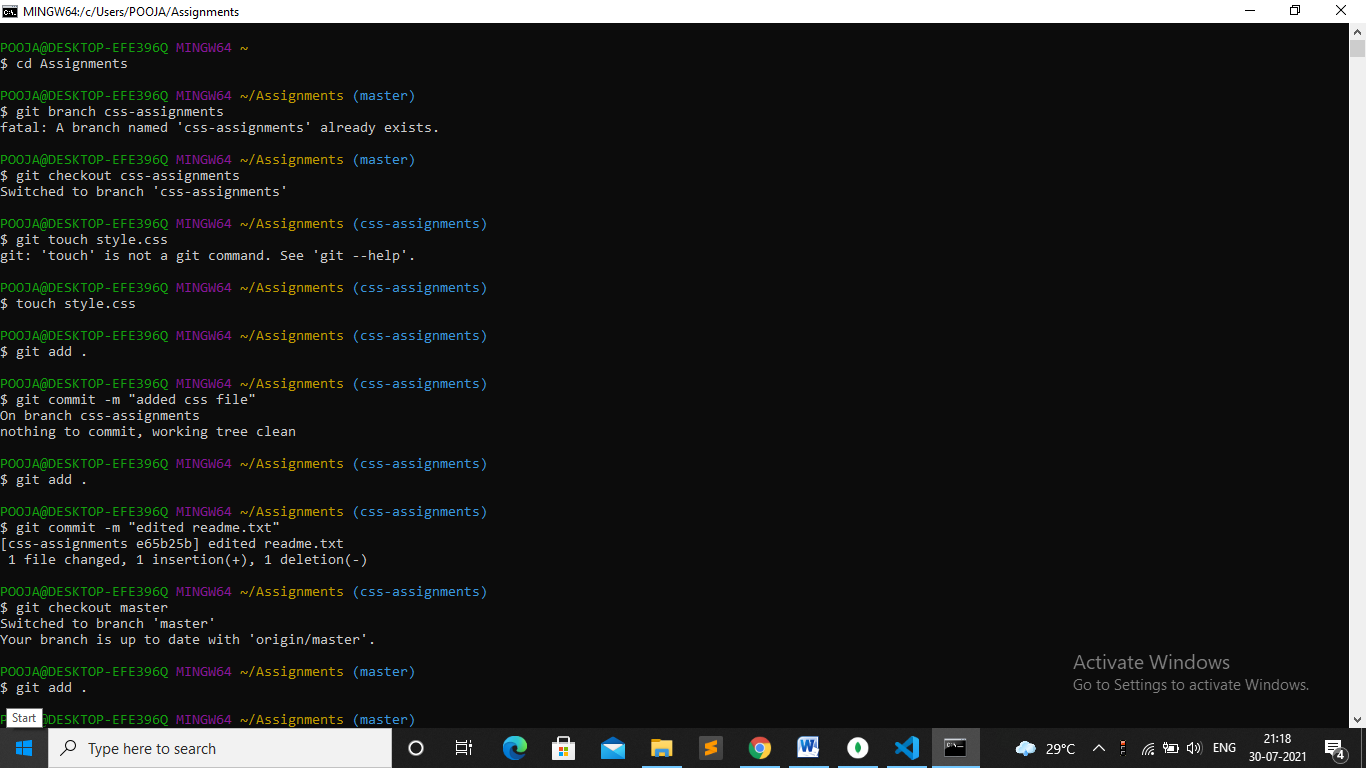 MINGW64:/c/Users/POOJA/Assignments
POOJA@DESKTOP-EFE396Q MINGW64 ~
$ cd Assignments
POOJA@DESKTOP-EFE396Q MINGW64 ~/Assignments (master)
$ git branch css-assignments
fatal: A branch named 'css-assignments' already exists.
POOJA@DESKTOP-EFE396Q MINGW64 ~/Assignments (master)
$ git checkout css-assignments
Switched to branch 'css-assignments'
POOJA@DESKTOP-EFE396Q MINGW64 ~/Assignments (css-assignments)
$ git touch style.css
git: 'touch' is not a git command. See 'git --help'.
POOJA@DESKTOP-EFE396Q MINGW64 ~/Assignments (css-assignments)
$ touch style.css
POOJA@DESKTOP-EFE396Q MINGW64 ~/Assignments (css-assignments)
$ git add .
POOJA@DESKTOP-EFE396Q MINGW64 ~/Assignments (css-assignments)
$ git commit -m "added css file"
On branch css-assignments
nothing to commit, working tree clean
POOJA@DESKTOP-EFE396Q MINGW64 ~/Assignments (css-assignments)
$ git add .
POOJA@DESKTOP-EFE396Q MINGW64 ~/Assignments (css-assignments)
$ git commit -m "edited readme.txt"
[css-assignments e65b25b] edited readme.txt
 1 file changed, 1 insertion(+), 1 deletion(-)
POOJA@DESKTOP-EFE396Q MINGW64 ~/Assignments (css-assignments)
$ git checkout master
Switched to branch 'master'
Your branch is up to date with 'origin/master'.
POOJA@DESKTOP-EFE396Q MINGW64 ~/Assignments (master)
$ git add .
Activate Windows
Go to Settings to activate Windows.
Start
@DESKTOP-EFE396Q MINGW64 ~/Assignments (master)
Type here to search
29°C
ENG
21:18
30-07-2021
4